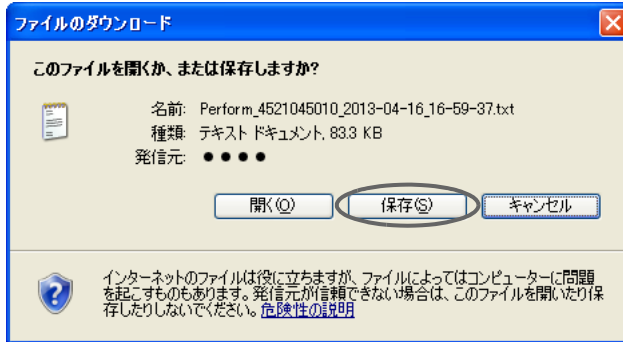 ファイルのダウンロード
このファイルを開くか、または保存しますか?
名前: Perform_4521045010_2013-04-16_16-59-37.txt
種類: テキスト ドキュメント, 83.3 KB
発信元: ●●●●
開く(O) 保存(S) キャンセル
インターネットのファイルは役に立ちますが、ファイルによってはコンピューターに問題
を起こすものもあります。発信元が信頼できない場合は、このファイルを開いたり保
存したりしないでください。危険性の説明